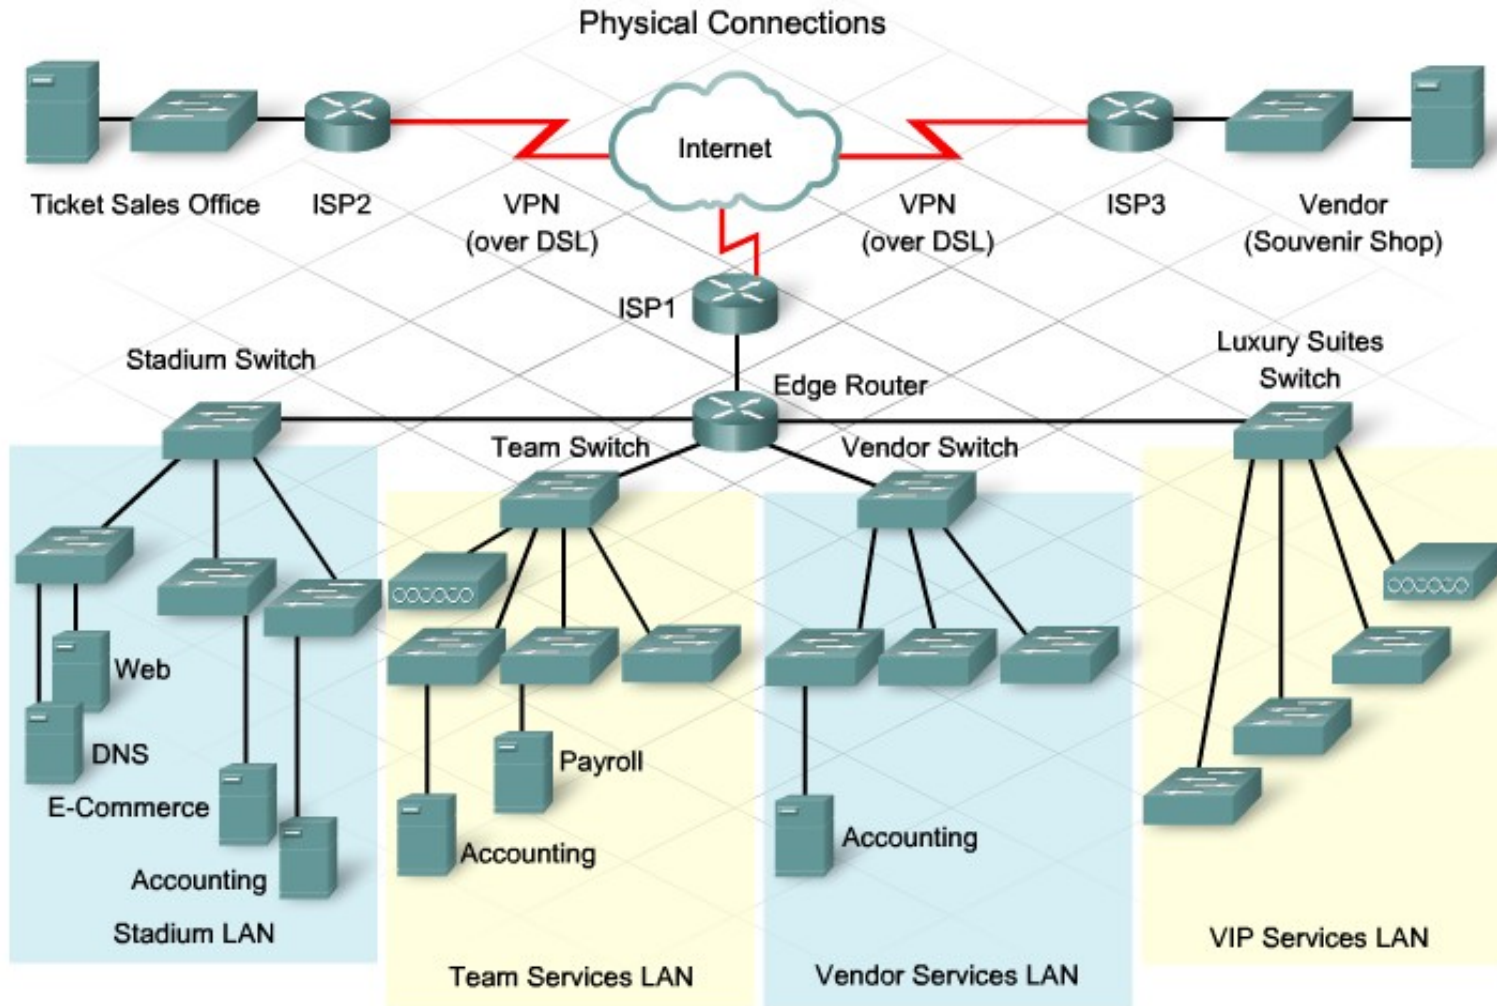 Physical Connections
Internet
Ticket Sales Office
ISP2
VPN
(over DSL)
VPN
(over DSL)
ISP3
Vendor
(Souvenir Shop)
ISP1
Stadium Switch
Edge Router
Luxury Suites
Switch
Team Switch
Vendor Switch
Web
DNS
E-Commerce
Accounting
Stadium LAN
Payroll
Accounting
Team Services LAN
Accounting
Vendor Services LAN
VIP Services LAN